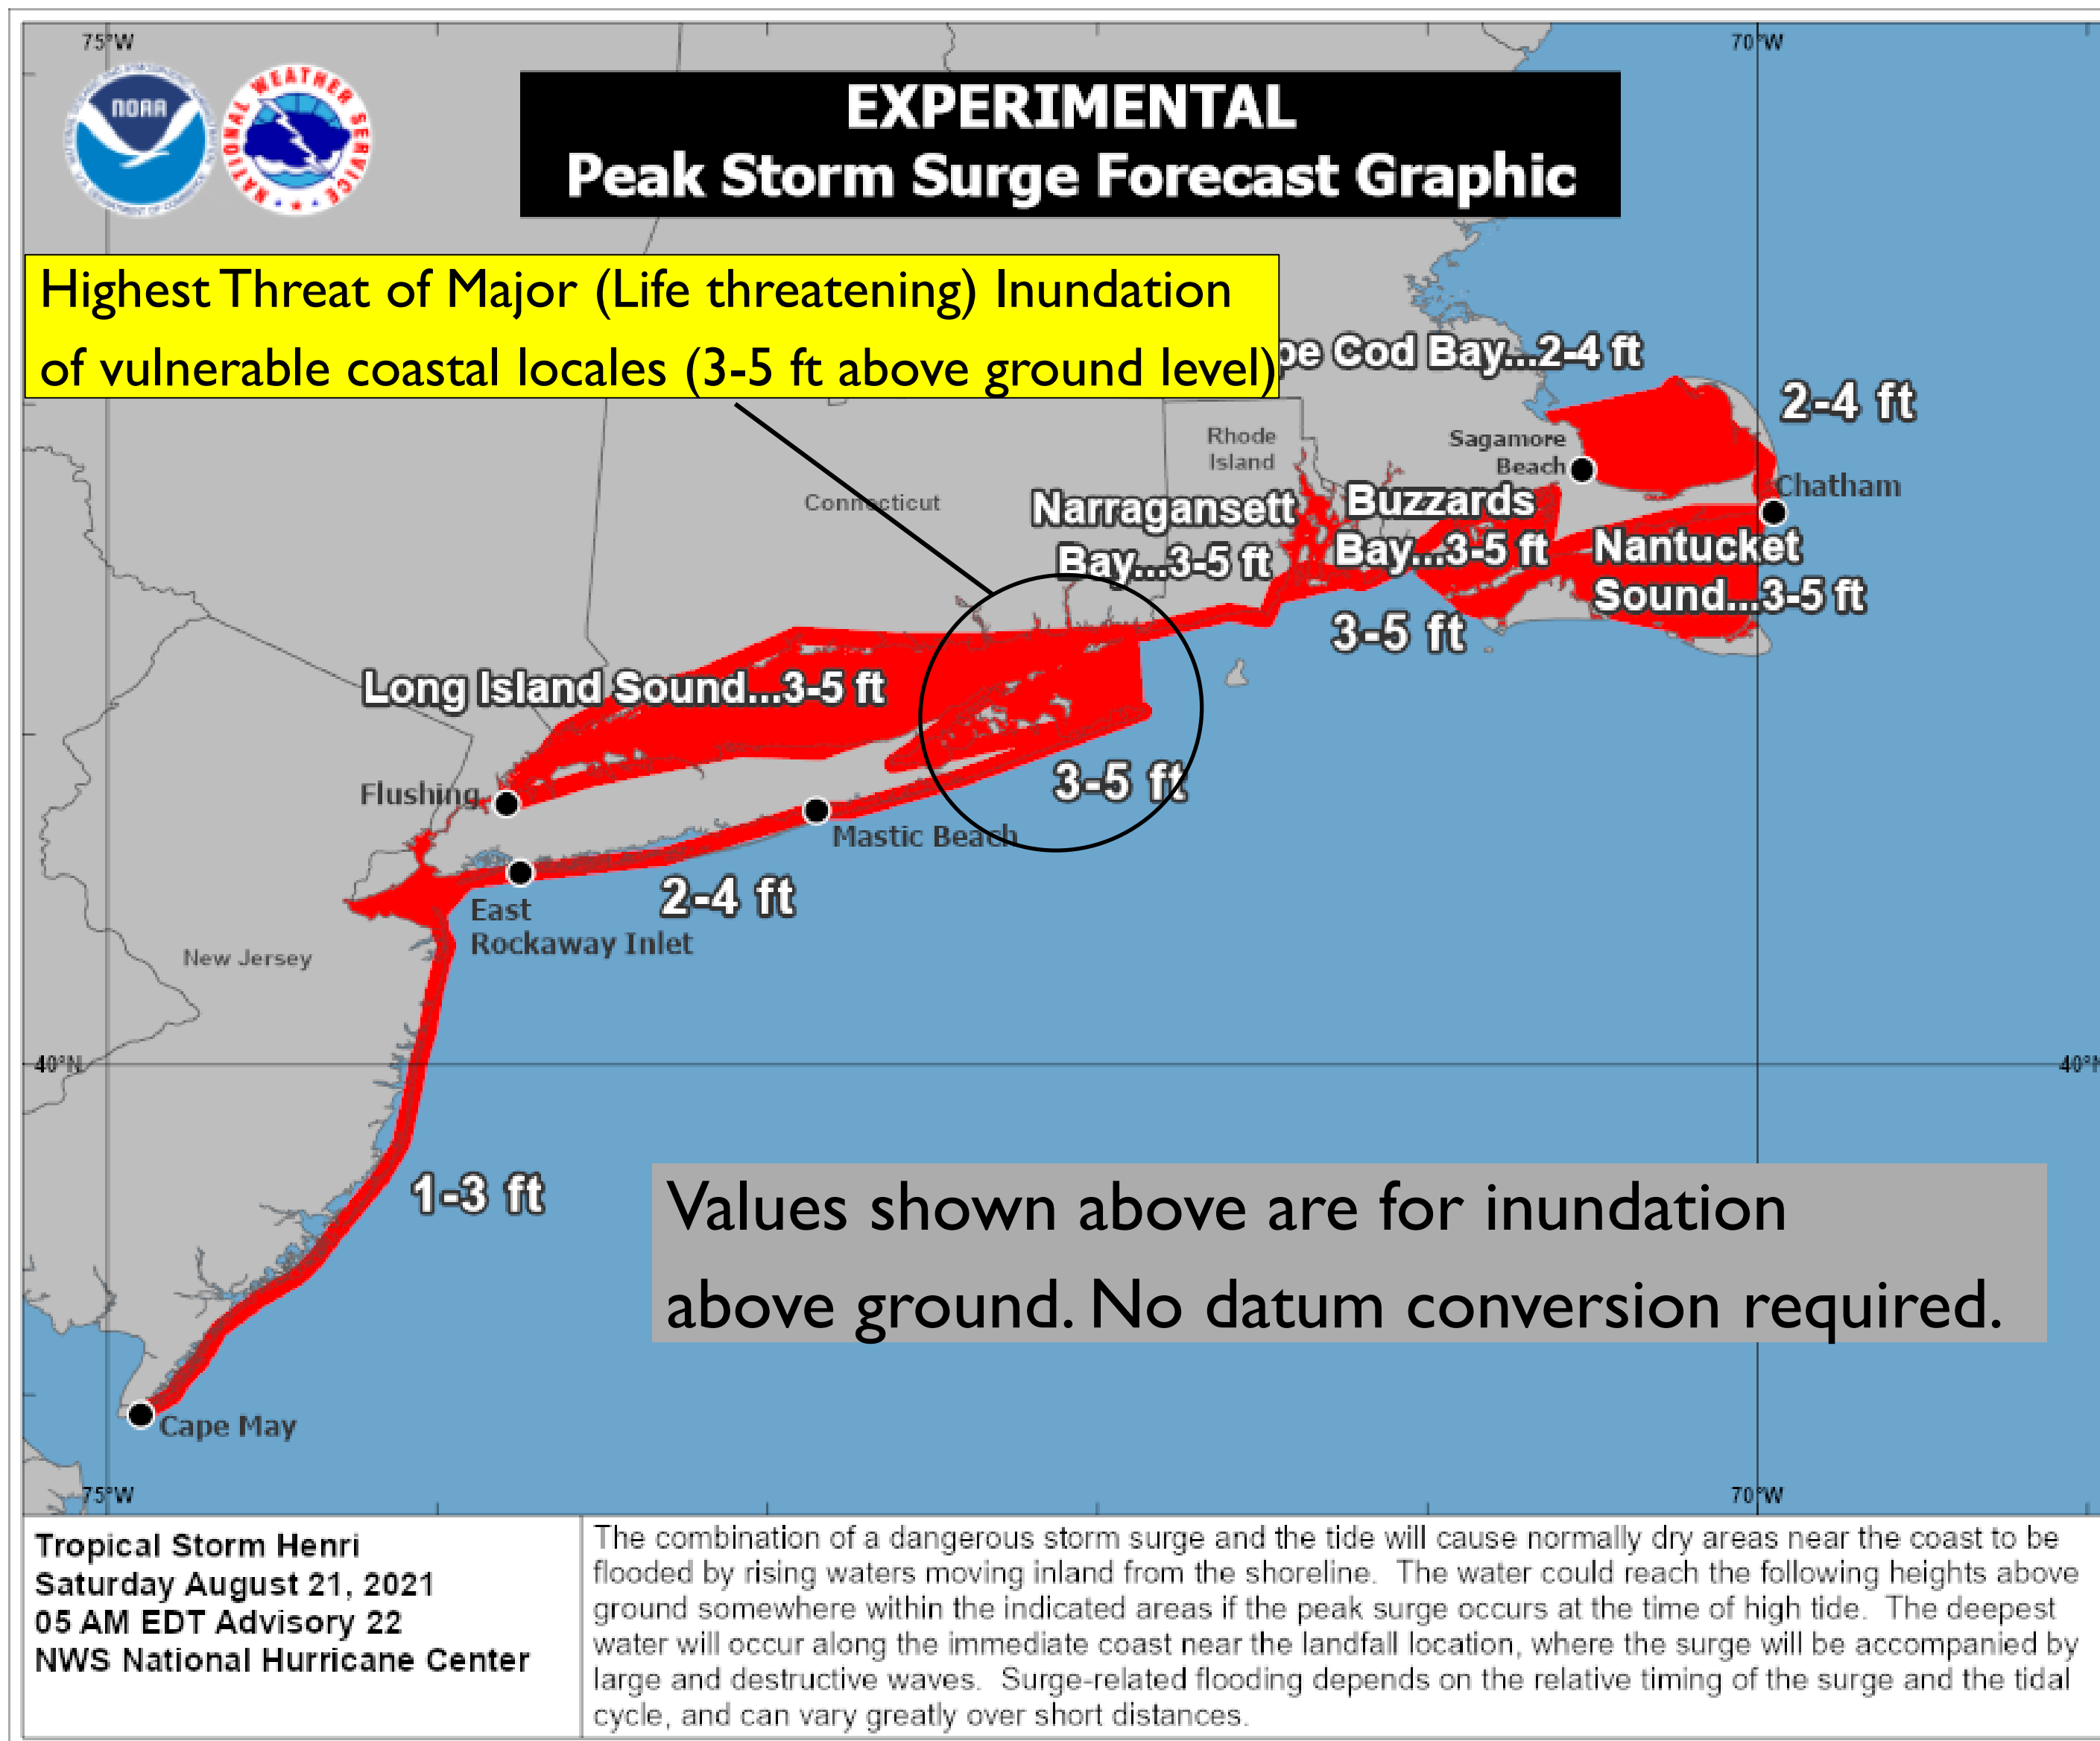 75°W
70°W
NOAA
NATIONAL WEATHER SERVICE
EXPERIMENTAL
Peak Storm Surge Forecast Graphic
Highest Threat of Major (Life threatening) Inundation
of vulnerable coastal locales (3-5 ft above ground level)
pe Cod Bay...2-4 ft
2-4 ft
Rhode
Island
Sagamore
Beach
Chatham
Connecticut
Narragansett
Bay...3-5 ft
Buzzards
Bay...3-5 ft
Nantucket
Sound...3-5 ft
3-5 ft
Long Island Sound...3-5 ft
3-5 ft
Flushing
Mastic Beach
2-4 ft
East
Rockaway Inlet
New Jersey
40°N
40°N
1-3 ft
Values shown above are for inundation
above ground. No datum conversion required.
Cape May
75°W
70°W
Tropical Storm Henri
Saturday August 21, 2021
05 AM EDT Advisory 22
NWS National Hurricane Center
The combination of a dangerous storm surge and the tide will cause normally dry areas near the coast to be
flooded by rising waters moving inland from the shoreline.  The water could reach the following heights above
ground somewhere within the indicated areas if the peak surge occurs at the time of high tide.  The deepest
water will occur along the immediate coast near the landfall location, where the surge will be accompanied by
large and destructive waves.  Surge-related flooding depends on the relative timing of the surge and the tidal
cycle, and can vary greatly over short distances.